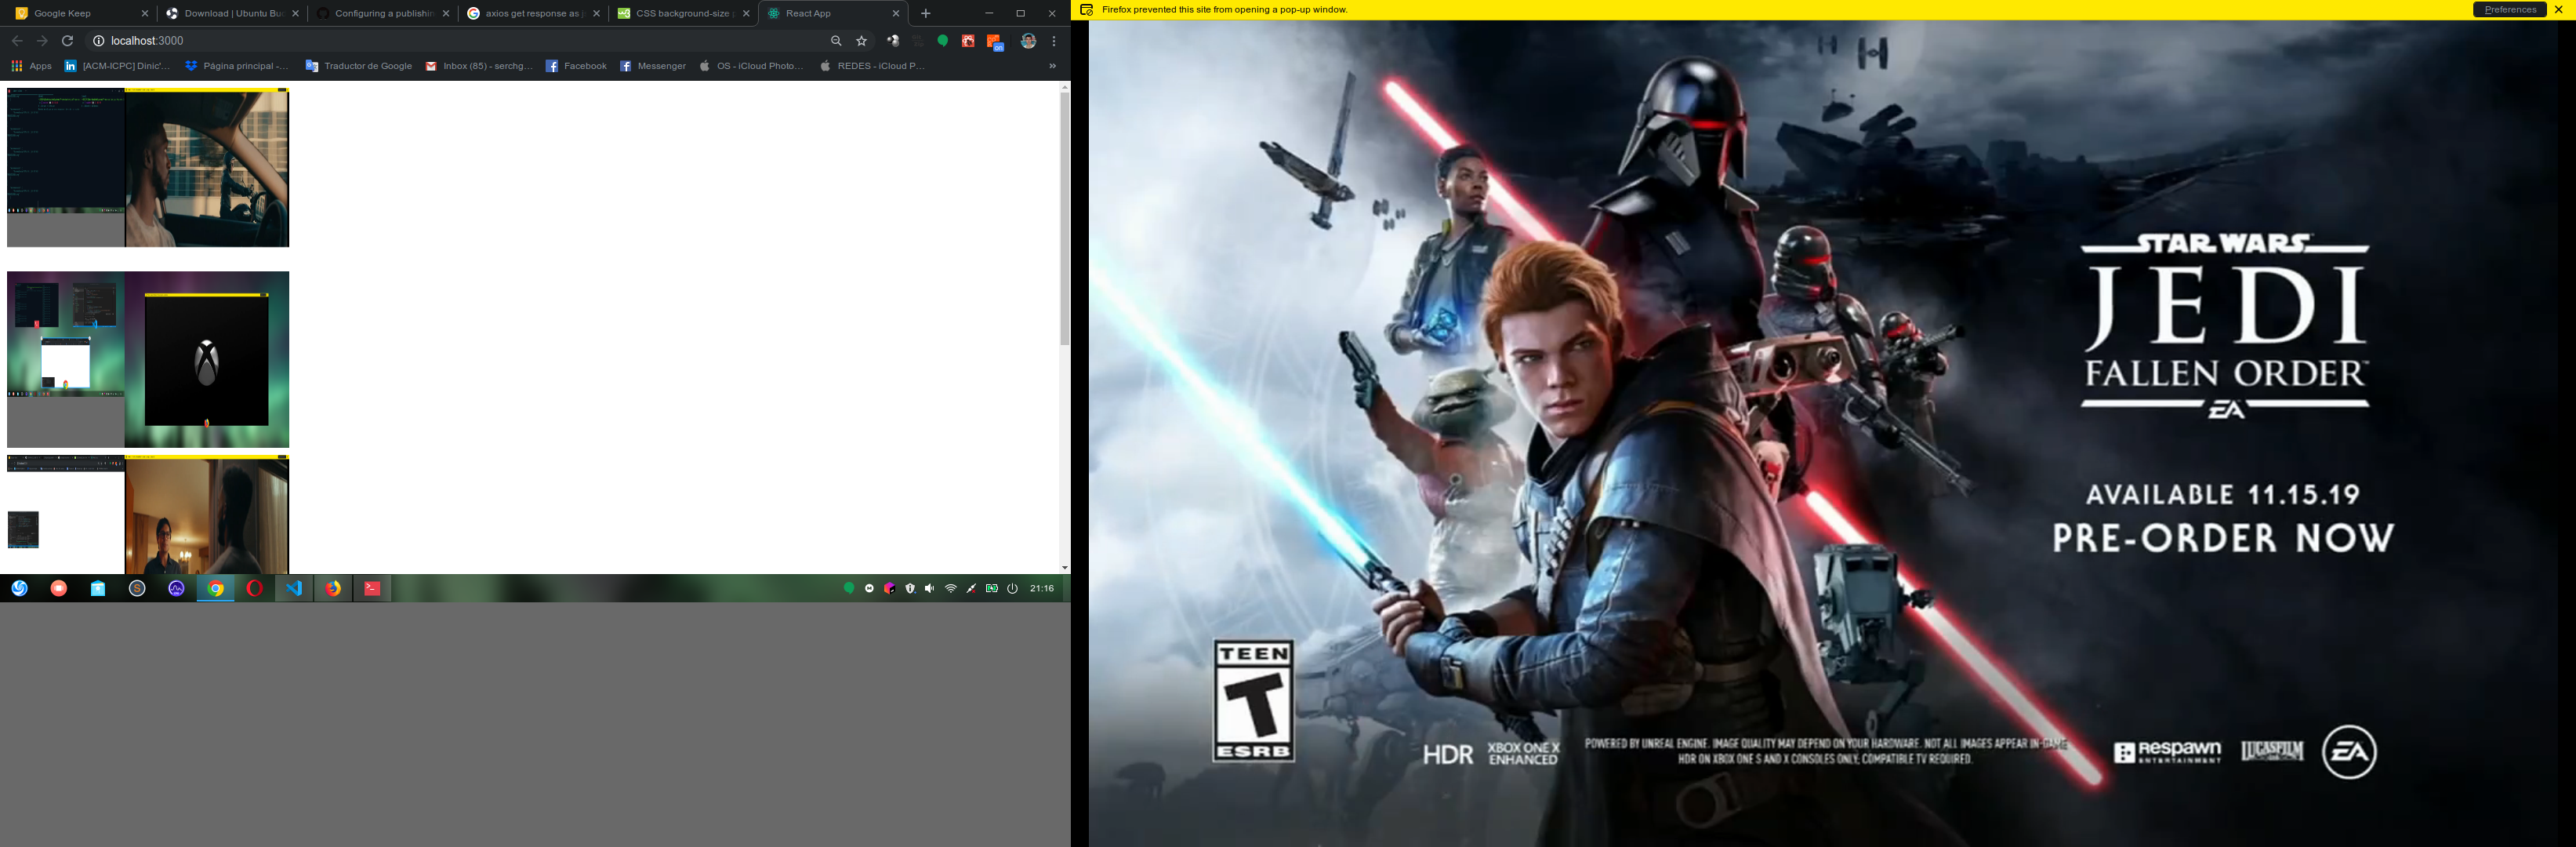 Google Keep
Download | Ubuntu Bu
Configuring a publishin
axios get response as j
CSS background-size p
React App
localhost:3000
on
Apps
[ACM-ICPC] Dinic'...
Página principal -...
Traductor de Google
Inbox (85) - serchg...
Facebook
Messenger
OS - iCloud Photo...
REDES - iCloud P...
»
21:16
Firefox prevented this site from opening a pop-up window.
Preferences
STAR WARS
JEDI
FALLEN ORDER™
EA
AVAILABLE 11.15.19
PRE-ORDER NOW
TEEN
T
ESRB
HDR
XBOX ONE X
ENHANCED
POWERED BY UNREAL ENGINE. IMAGE QUALITY MAY DEPEND ON YOUR HARDWARE. NOT ALL IMAGES APPEAR IN-GAME
HDR ON XBOX ONE S AND X CONSOLES ONLY; COMPATIBLE TV REQUIRED.
RESPAWN
ENTERTAINMENT
LUCASFILM
EA